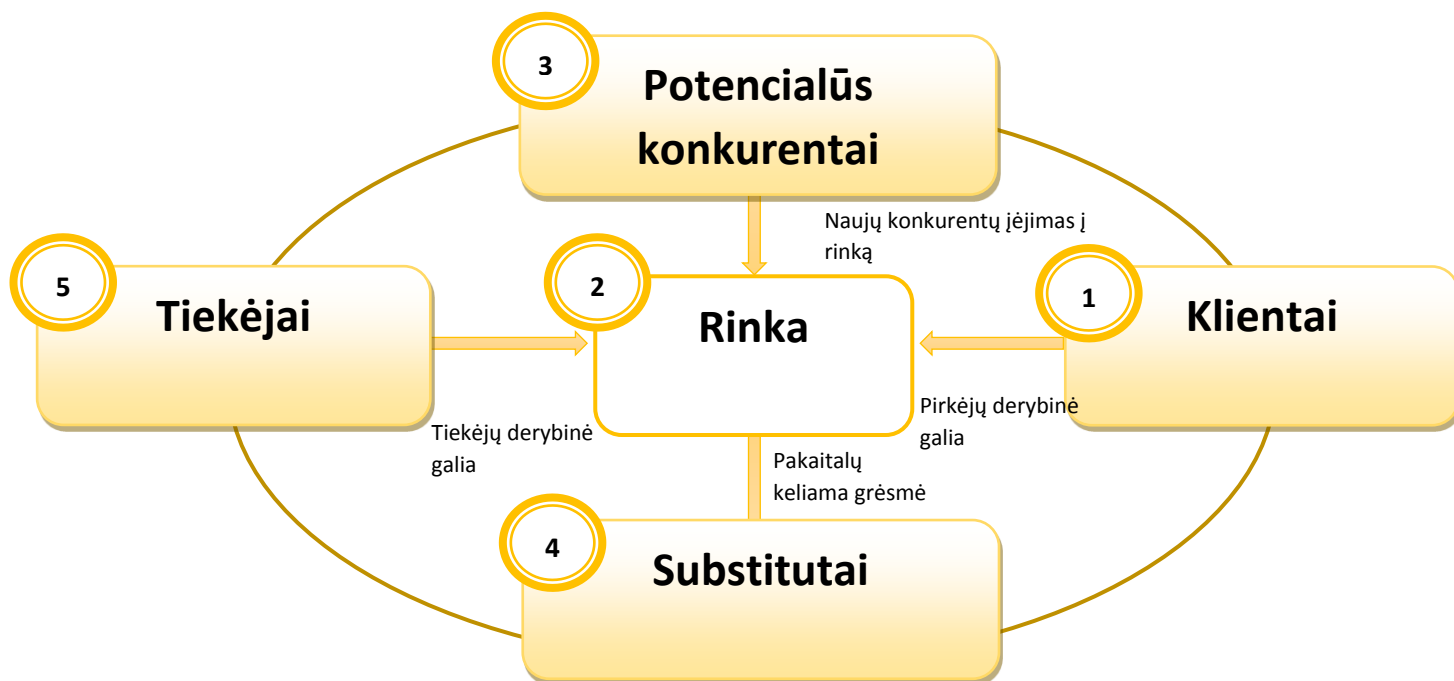 3
Potencialūs
konkurentai
Naujų konkurentų įėjimas į
rinką
5
Tiekėjai
2
Rinka
1
Klientai
Tiekėjų derybinė
galia
Pirkėjų derybinė
galia
Pakaitalų
keliama grėsmė
4
Substitutai